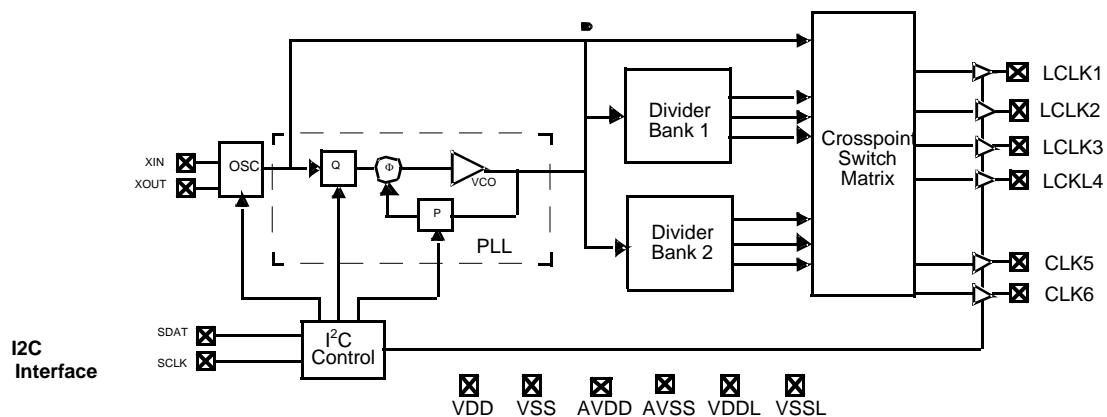 LCLK1
Divider
Bank 1
LCLK2
Crosspoint
Switch
Matrix
LCLK3
XIN
OSC
Q
Φ
XOUT
VCO
LCKL4
P
Divider
Bank 2
PLL
CLK5
CLK6
SDAT
I2C
Control
I2C
Interface
SCLK
VDD VSS AVDD AVSS VDDL VSSL